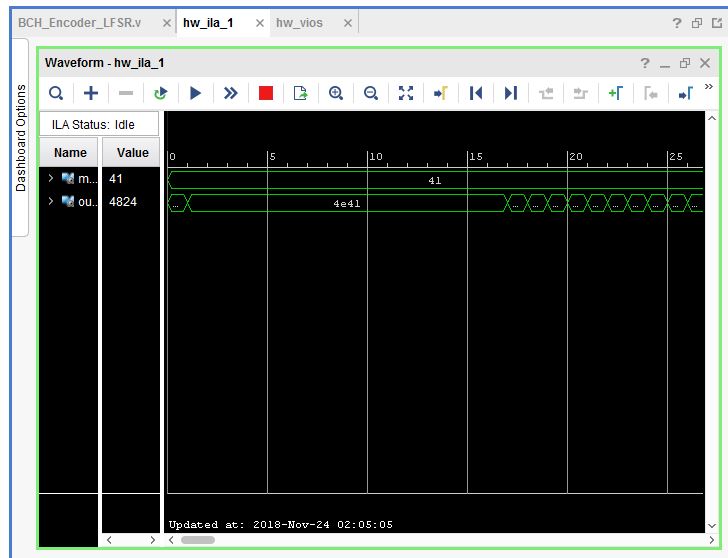 BCH_Encoder_LFSR.v × hw_ila_1 × hw_vios × ?
Dashboard Options
Waveform - hw_ila_1 ? _ ×
ILA Status: Idle
Name Value
0 5 10 15 20 25
> m... 41 41
> ou... 4824 ... 4e41 ... ... ... ... ... ... ... ... ... ...
Updated at: 2018-Nov-24 02:05:05